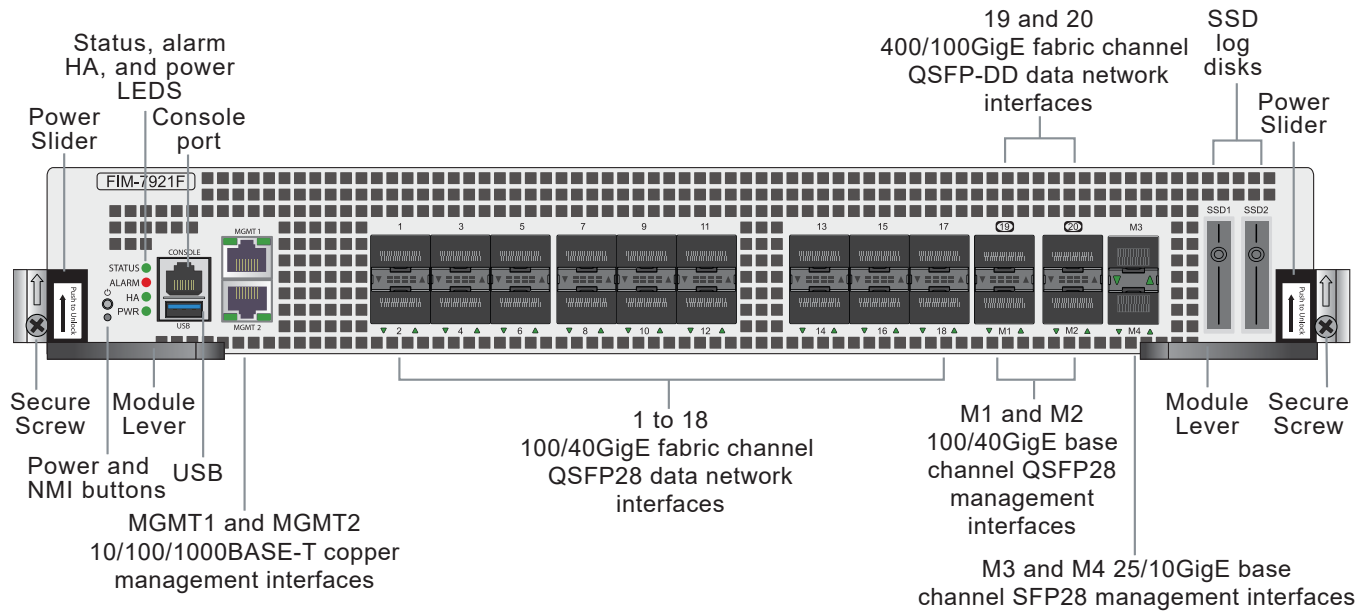 19 and 20
400/100GigE fabric channel
QSFP-DD data network
interfaces
SSD
log
disks
Status, alarm
HA, and power
LEDS
Power
Slider
Console
port
Power
Slider
FIM-7921F
MGMT 1
1
3
5
7
9
11
13
15
17
19
20
M3
SSD1
SSD2
CONSOLE
STATUS
ALARM
HA
PWR
Push to Unlock
Push to Unlock
USB
MGMT 2
2
4
6
8
10
12
14
16
18
M1
M2
M4
Secure
Screw
Module
Lever
Power and
NMI buttons
USB
MGMT1 and MGMT2
10/100/1000BASE-T copper
management interfaces
1 to 18
100/40GigE fabric channel
QSFP28 data network
interfaces
M1 and M2
100/40GigE base
channel QSFP28
management
interfaces
M3 and M4 25/10GigE base
channel SFP28 management interfaces
Module
Lever
Secure
Screw